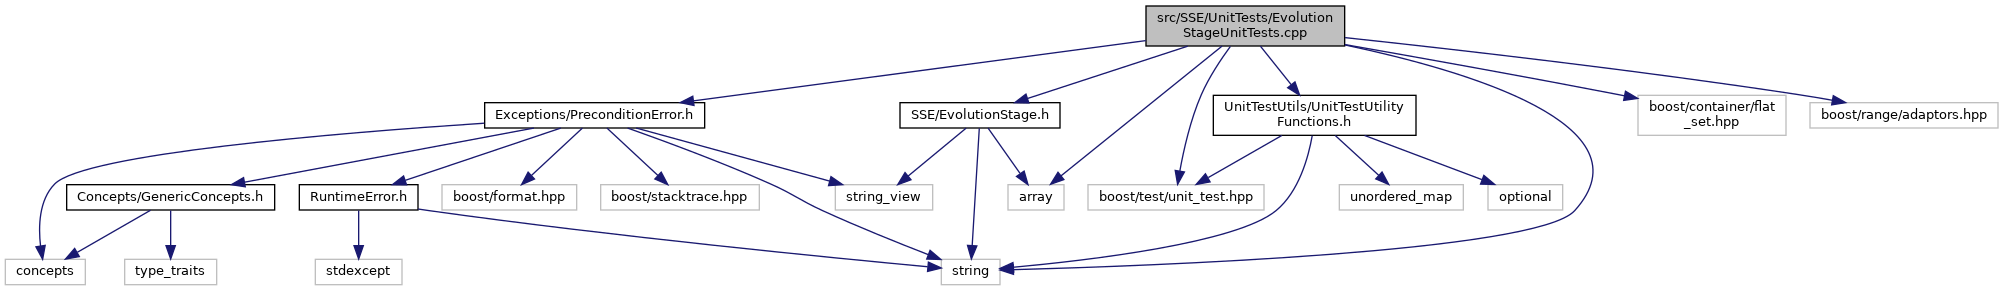 src/SSE/UnitTests/Evolution
StageUnitTests.cpp
Exceptions/PreconditionError.h
SSE/EvolutionStage.h
UnitTestUtils/UnitTestUtility
Functions.h
boost/container/flat
_set.hpp
boost/range/adaptors.hpp
Concepts/GenericConcepts.h
RuntimeError.h
boost/format.hpp
boost/stacktrace.hpp
string_view
array
boost/test/unit_test.hpp
unordered_map
optional
concepts
type_traits
stdexcept
string